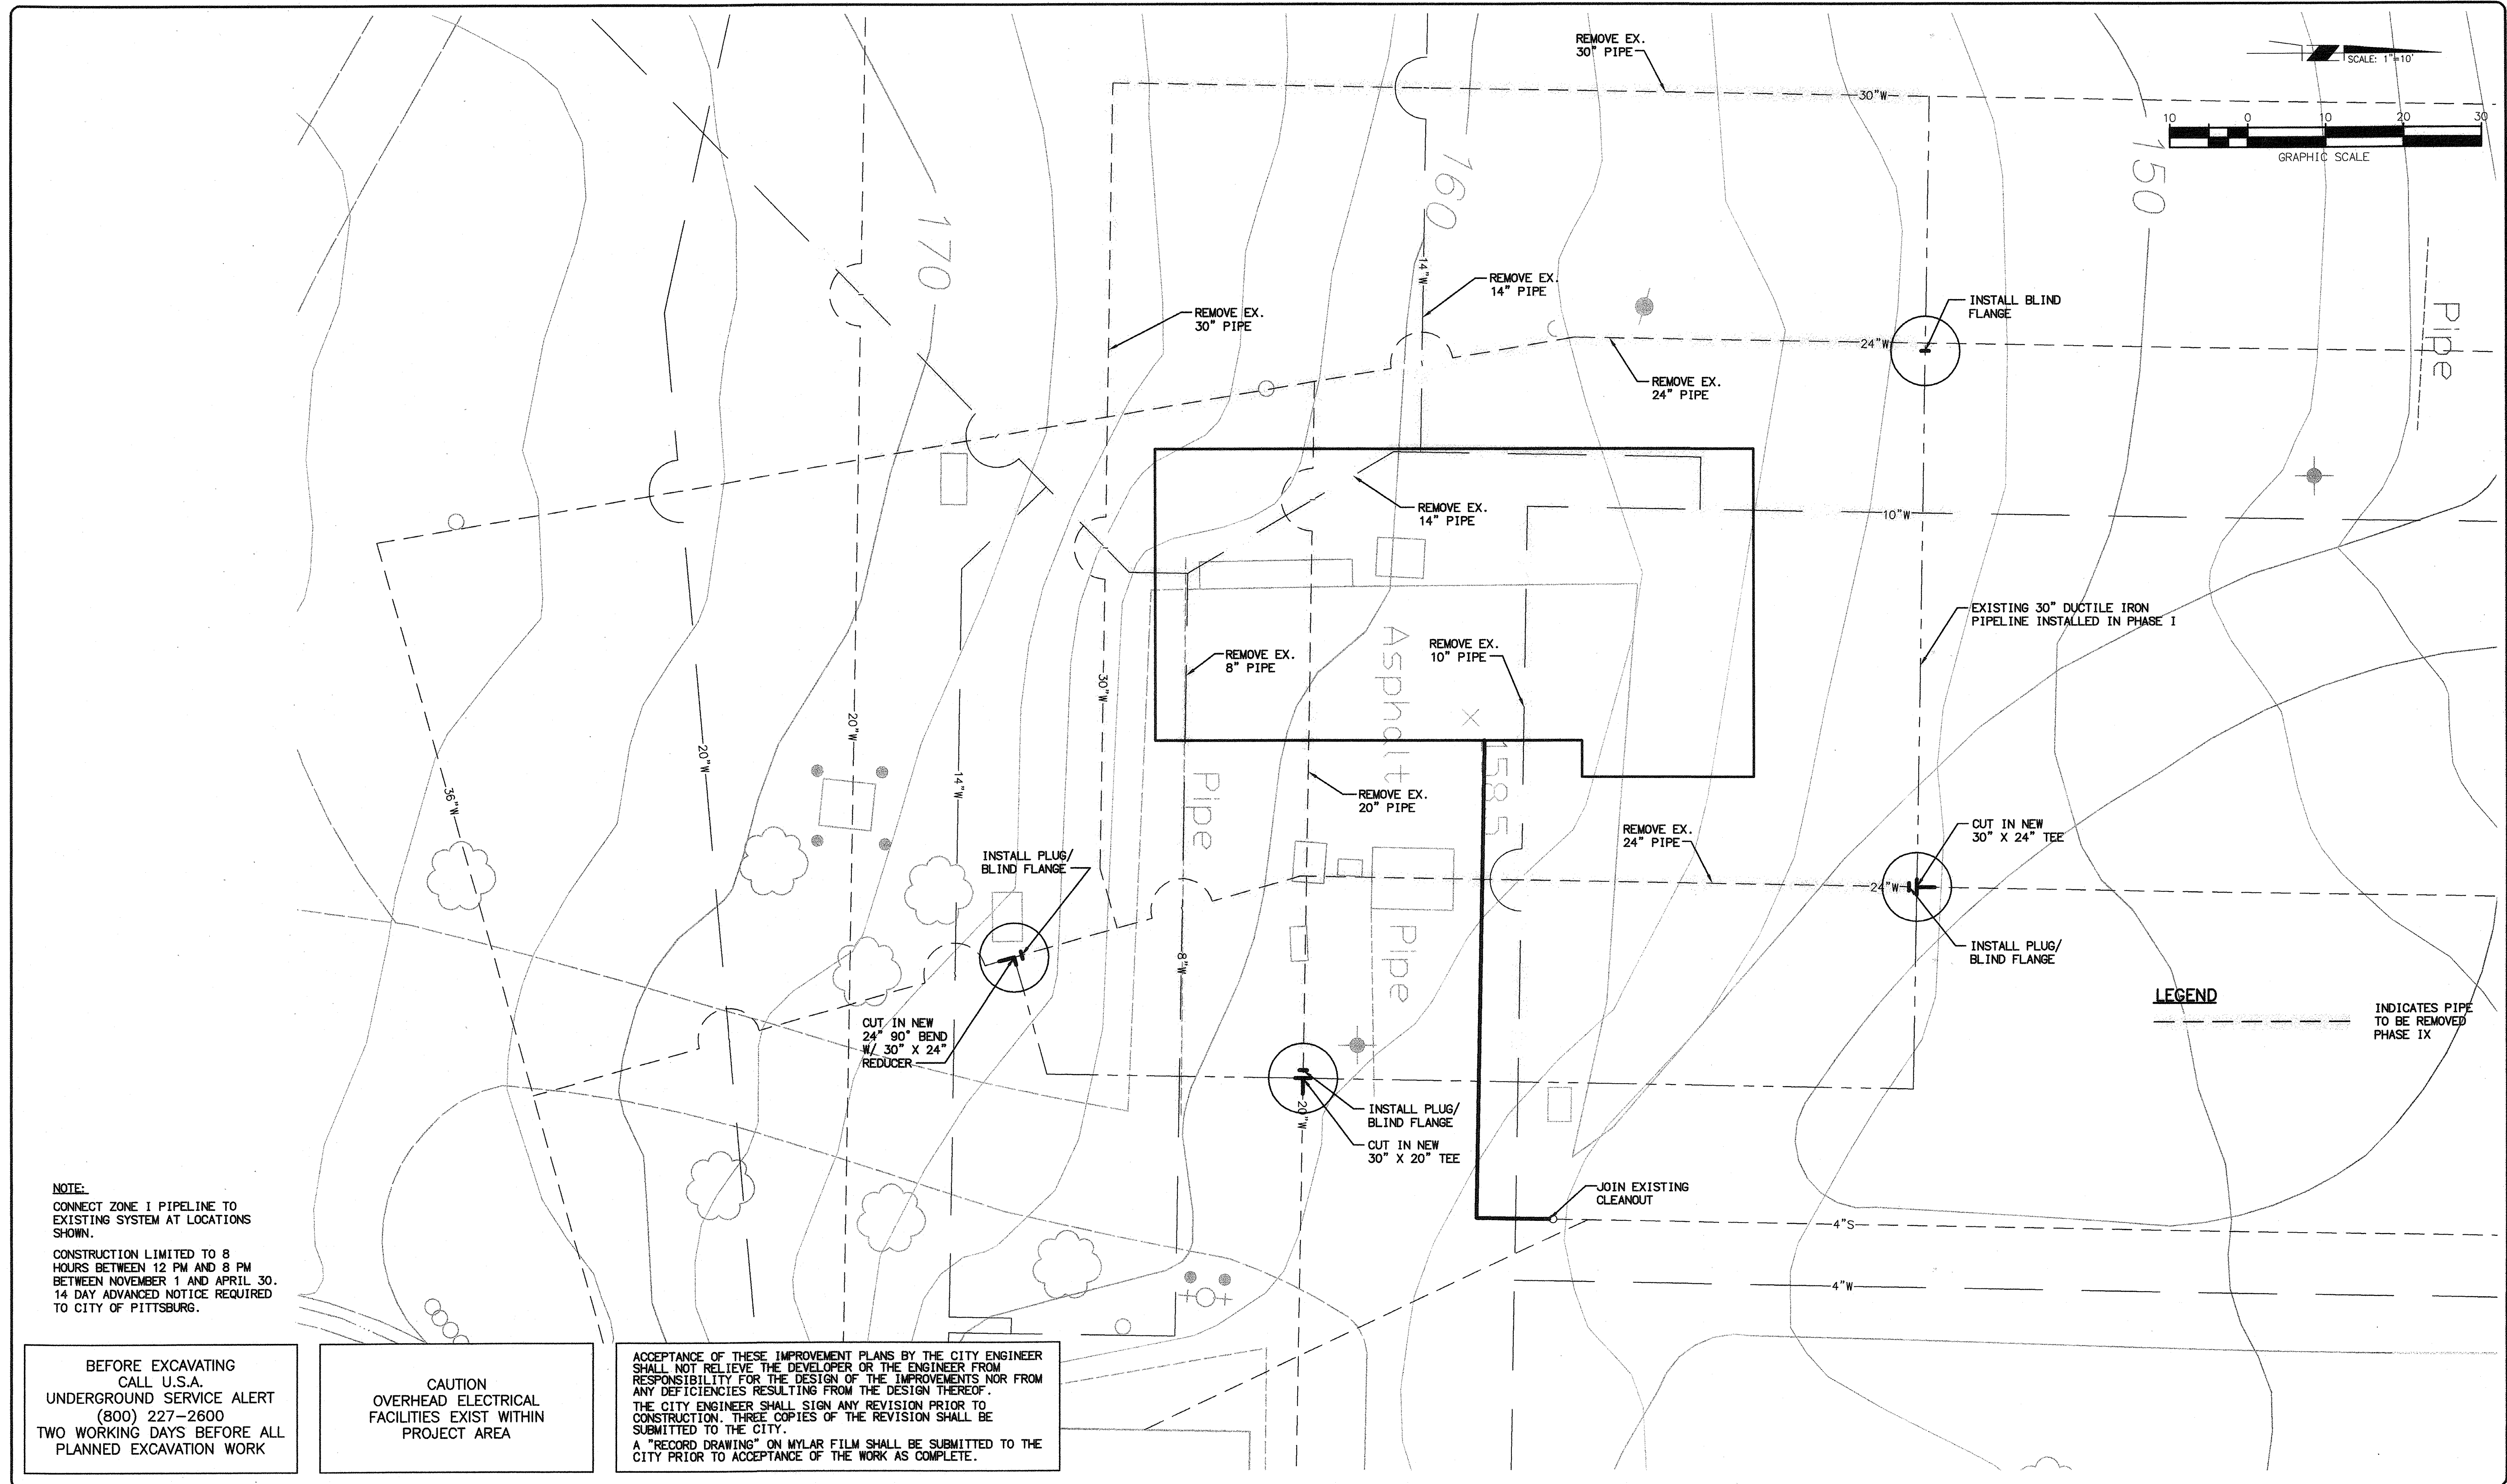 REMOVE EX.
30" PIPE
SCALE: 1"=10'
30"W
10 0 10 20 30
GRAPHIC SCALE
160
150
170
14"W
REMOVE EX.
14" PIPE
REMOVE EX.
30" PIPE
INSTALL BLIND
FLANGE
Pipe
24"W
REMOVE EX.
24" PIPE
REMOVE EX.
14" PIPE
10"W
EXISTING 30" DUCTILE IRON
PIPELINE INSTALLED IN PHASE I
REMOVE EX.
8" PIPE
Asphalt
REMOVE EX.
10" PIPE
X
158.5
30"W
20"W
20"W
14"W
36"W
Pipe
REMOVE EX.
20" PIPE
REMOVE EX.
24" PIPE
CUT IN NEW
30" X 24" TEE
INSTALL PLUG/
BLIND FLANGE
24"W
INSTALL PLUG/
BLIND FLANGE
8"W
Pipe
LEGEND
INDICATES PIPE
TO BE REMOVED
PHASE IX
CUT IN NEW
24" 90° BEND
W/ 30" X 24"
REDUCER
INSTALL PLUG/
BLIND FLANGE
20"W
CUT IN NEW
30" X 20" TEE
JOIN EXISTING
CLEANOUT
4"S
4"W
NOTE:
CONNECT ZONE I PIPELINE TO
EXISTING SYSTEM AT LOCATIONS
SHOWN.
CONSTRUCTION LIMITED TO 8
HOURS BETWEEN 12 PM AND 8 PM
BETWEEN NOVEMBER 1 AND APRIL 30.
14 DAY ADVANCED NOTICE REQUIRED
TO CITY OF PITTSBURG.
BEFORE EXCAVATING
CALL U.S.A.
UNDERGROUND SERVICE ALERT
(800) 227-2600
TWO WORKING DAYS BEFORE ALL
PLANNED EXCAVATION WORK
CAUTION
OVERHEAD ELECTRICAL
FACILITIES EXIST WITHIN
PROJECT AREA
ACCEPTANCE OF THESE IMPROVEMENT PLANS BY THE CITY ENGINEER
SHALL NOT RELIEVE THE DEVELOPER OR THE ENGINEER FROM
RESPONSIBILITY FOR THE DESIGN OF THE IMPROVEMENTS NOR FROM
ANY DEFICIENCIES RESULTING FROM THE DESIGN THEREOF.
THE CITY ENGINEER SHALL SIGN ANY REVISION PRIOR TO
CONSTRUCTION. THREE COPIES OF THE REVISION SHALL BE
SUBMITTED TO THE CITY.
A "RECORD DRAWING" ON MYLAR FILM SHALL BE SUBMITTED TO THE
CITY PRIOR TO ACCEPTANCE OF THE WORK AS COMPLETE.